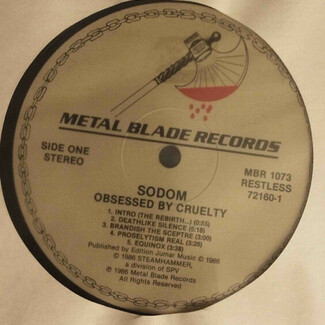 METAL BLADE RECORDS
SIDE ONE
STEREO
MBR 1073
RESTLESS
72160-1
SODOM
OBSESSED BY CRUELTY
1. INTRO (THE REBIRTH...) (0:55)
2. DEATHLIKE SILENCE (5:18)
3. BRANDISH THE SCEPTRE (3:00)
4. PROSELYTISM REAL (3:25)
5. EQUINOX (3:38)
Published by Edition Jumar Music © 1986
℗ 1986 STEAMHAMMER,
a division of SPV
℗ 1986 Metal Blade Records
All Rights Reserved